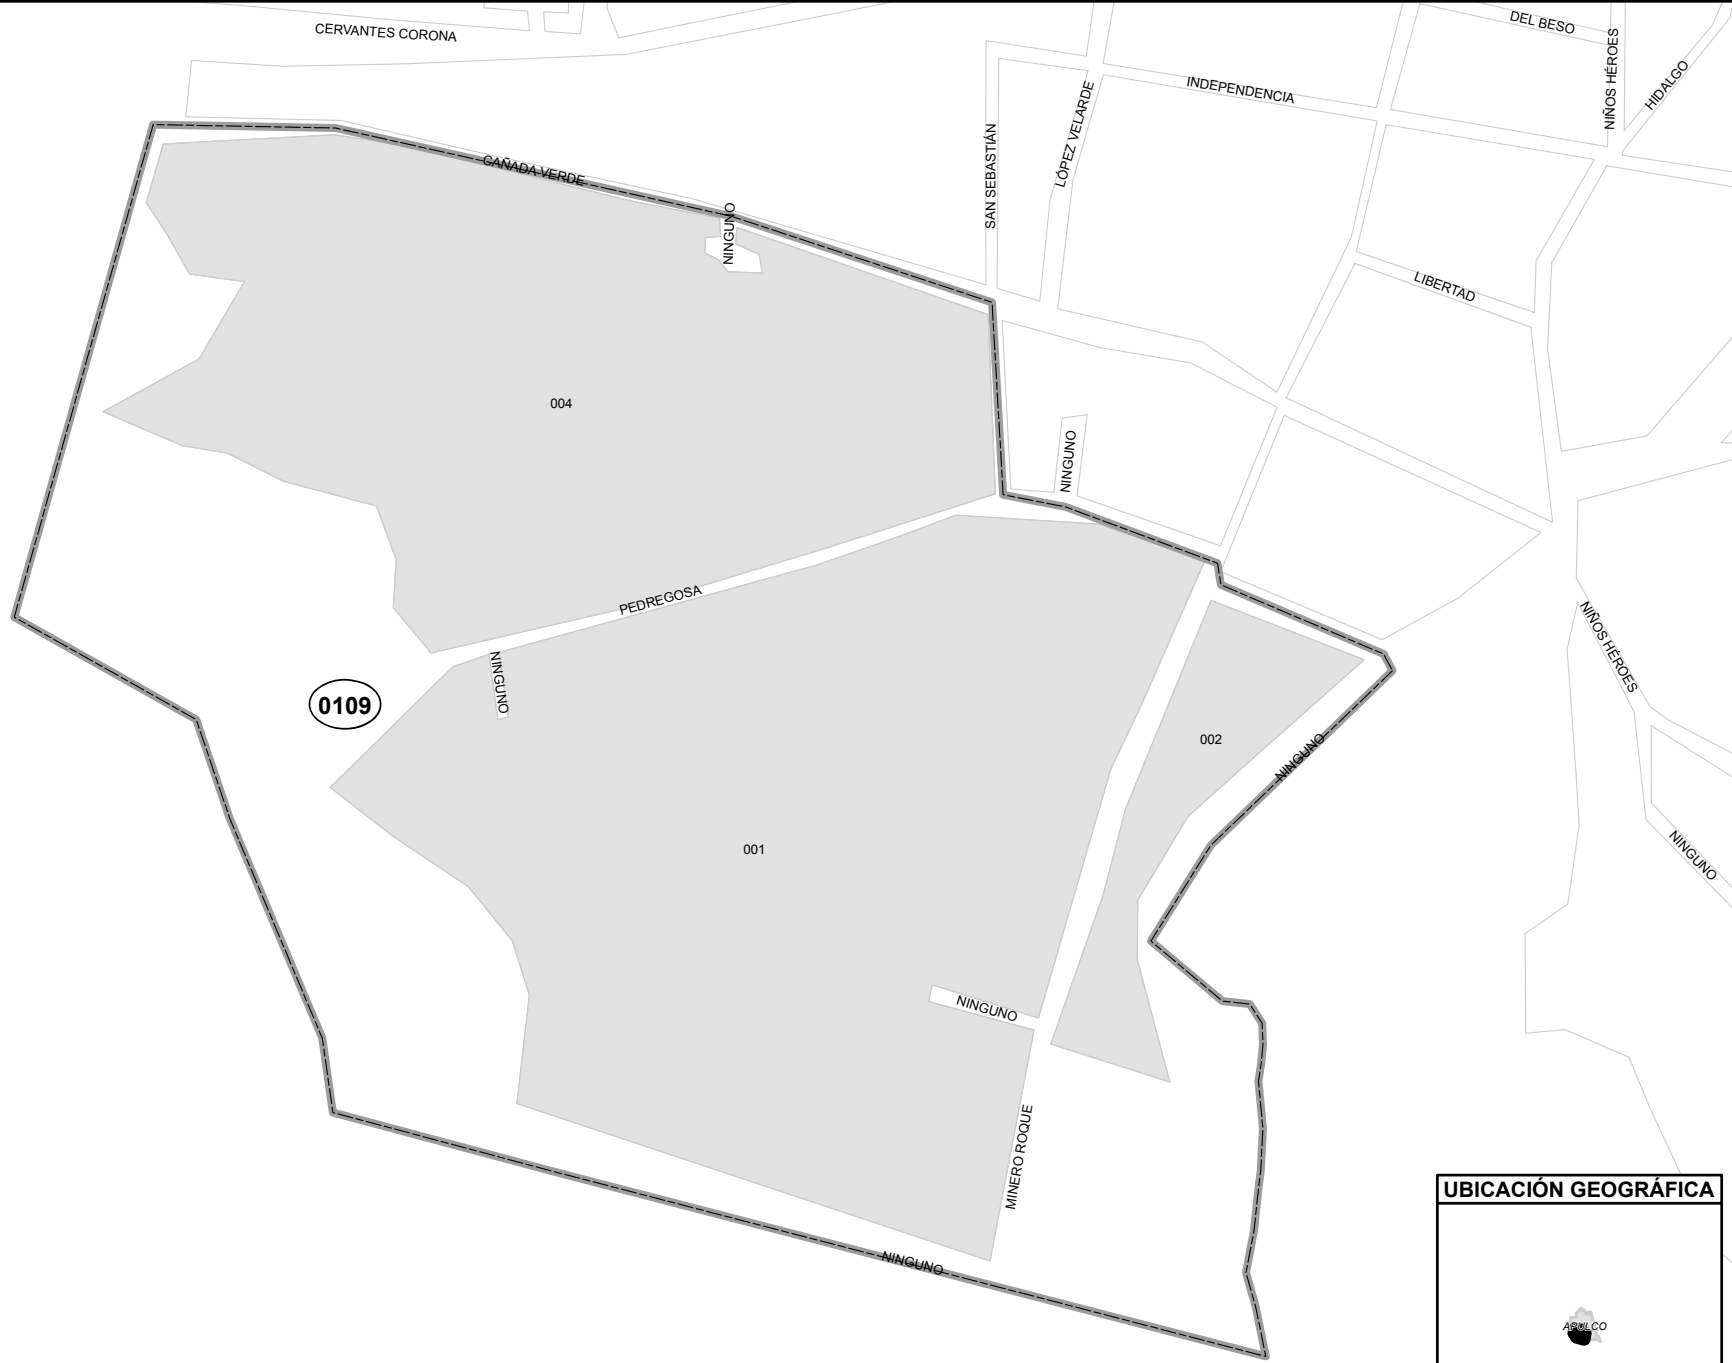 DEL BESO
CERVANTES CORONA
NIÑOS HÉROES
HIDALGO
INDEPENDENCIA
LÓPEZ VELARDE
SAN SEBASTIÁN
CAÑADA VERDE
NINGUNO
LIBERTAD
004
NINGUNO
PEDREGOSA
NIÑOS HÉROES
NINGUNO
0109
002
NINGUNO
001
NINGUNO
NINGUNO
MINERO ROQUE
NINGUNO
UBICACIÓN GEOGRÁFICA
APULCO